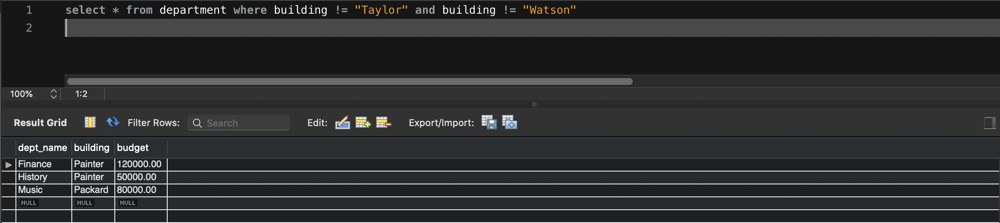 1 select * from department where building != "Taylor" and building != "Watson"
2
100% 1:2
Result Grid Filter Rows: Search Edit: Export/Import:
dept_name building budget
Finance Painter 120000.00
History Painter 50000.00
Music Packard 80000.00
NULL NULL NULL